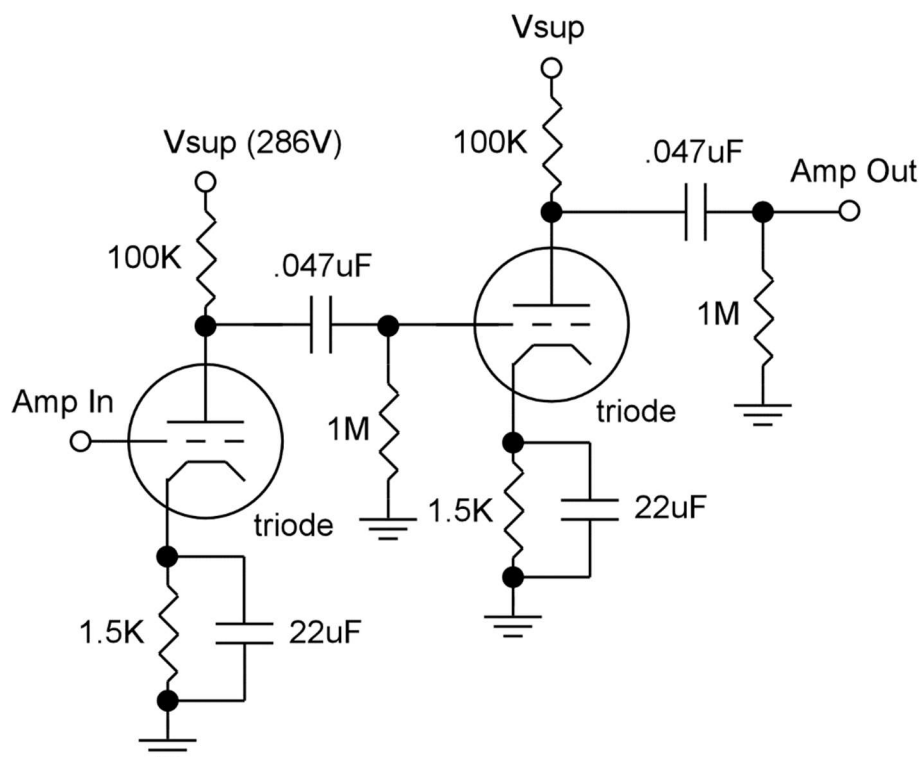 Vsup
Vsup (286V)
100K
.047uF
Amp Out
100K
.047uF
1M
Amp In
triode
1M
triode
1.5K
22uF
1.5K
22uF